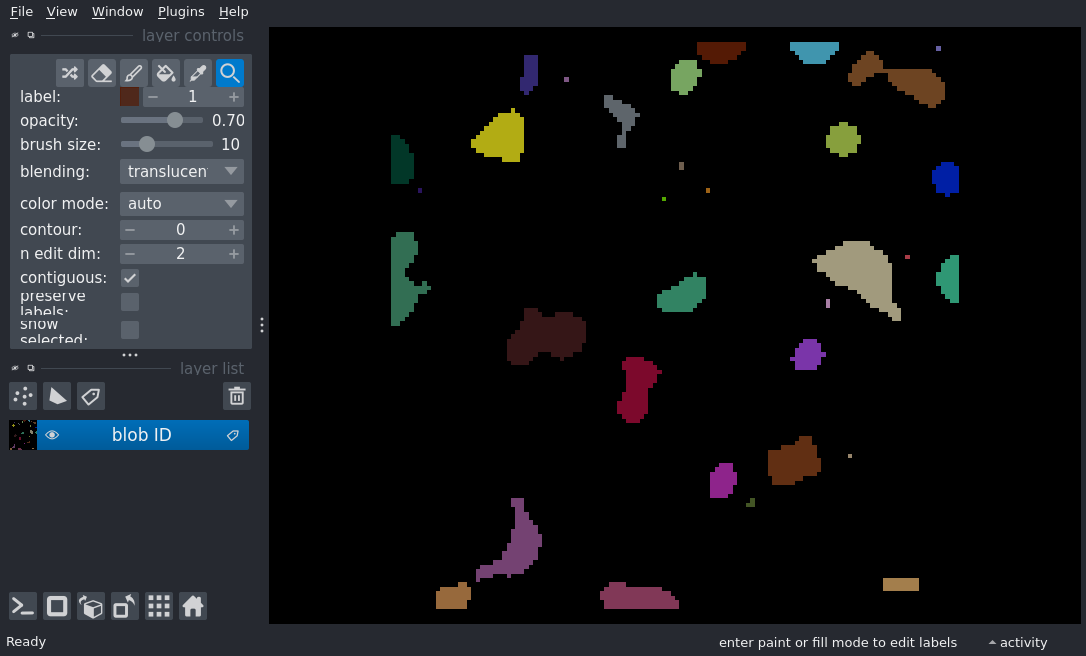 File View Window Plugins Help
layer controls
label: 1
opacity: 0.70
brush size: 10
blending: translucen
color mode: auto
contour: 0
n edit dim: 2
contiguous:
preserve
labels:
show
selected:
layer list
blob ID
Ready
enter paint or fill mode to edit labels
activity